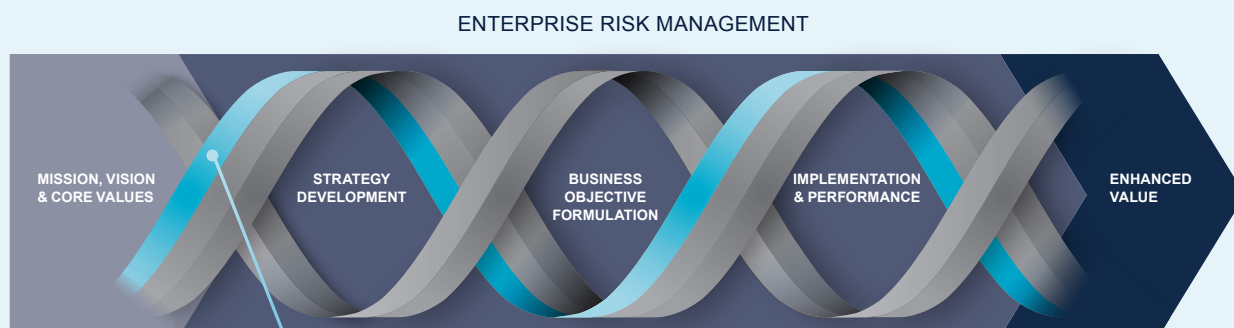 ENTERPRISE RISK MANAGEMENT
MISSION, VISION
& CORE VALUES
STRATEGY
DEVELOPMENT
BUSINESS
OBJECTIVE
FORMULATION
IMPLEMENTATION
& PERFORMANCE
ENHANCED
VALUE